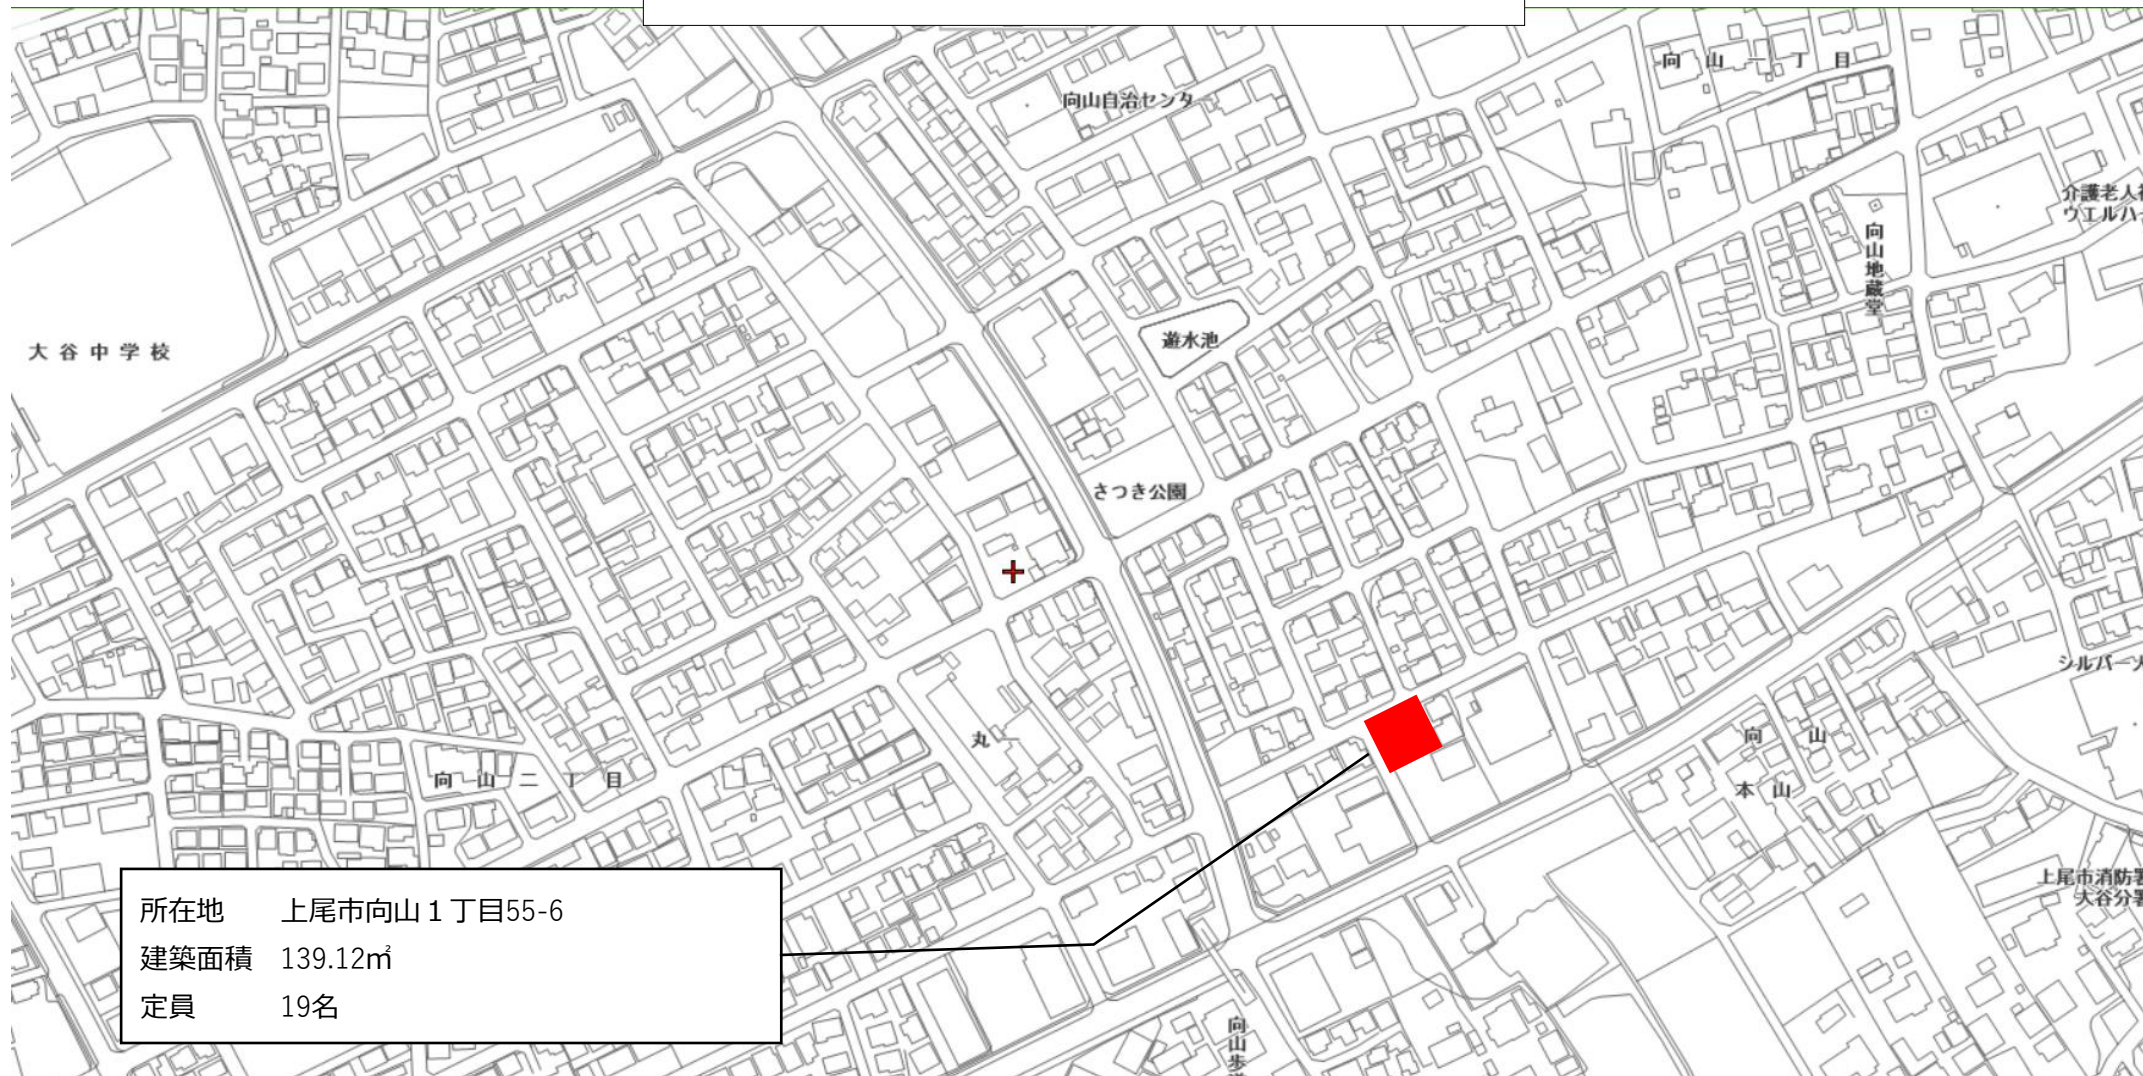 向山一丁目
向山自治センタ
介護老人福
ウエルハー
向山地蔵堂
遊水池
大谷中学校
さつき公園
シルバー
丸一
向山
本山
向山二丁目
上尾市消防署
大谷分署
所在地 上尾市向山１丁目55-6
建築面積 139.12㎡
定員 19名
向山歩